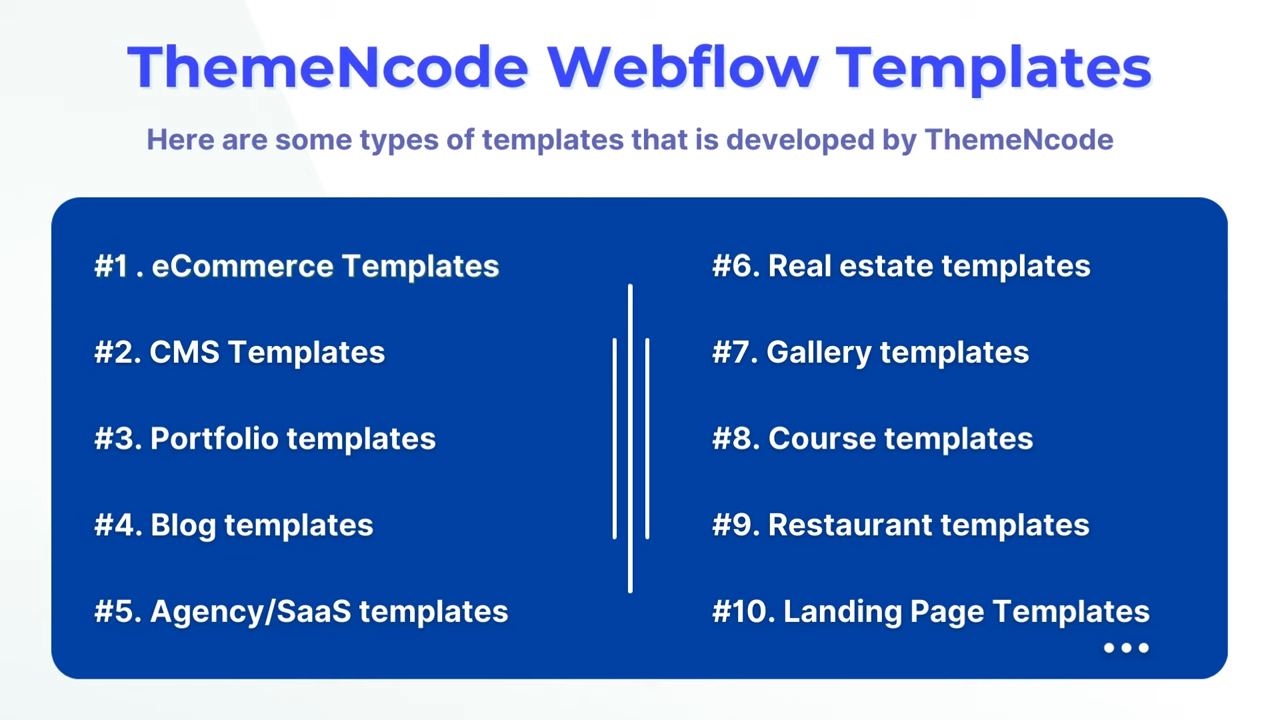 ThemeNcode Webflow Templates
Here are some types of templates that is developed by ThemeNcode
#1 . eCommerce Templates
#2. CMS Templates
#3. Portfolio templates
#4. Blog templates
#5. Agency/SaaS templates
#6. Real estate templates
#7. Gallery templates
#8. Course templates
#9. Restaurant templates
#10. Landing Page Templates
...